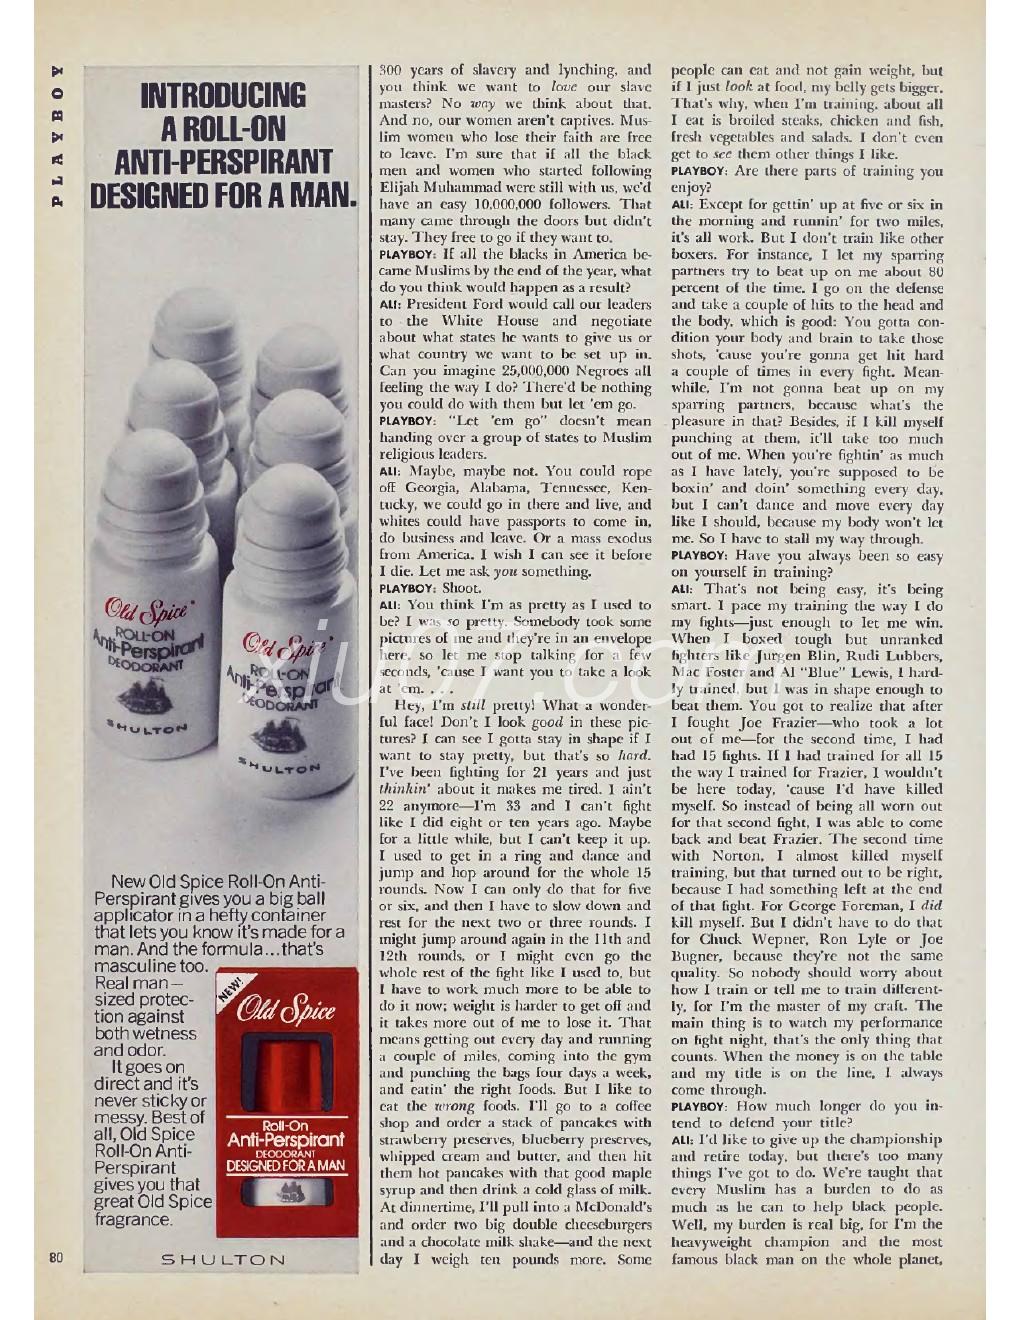 PLAYBOY
INTRODUCING
A ROLL-ON
ANTI-PERSPIRANT
DESIGNED FOR A MAN.
Old Spice
ROLL-ON
Anti-Perspirant
DEODORANT
SHULTON
Old Spice
ROLL-ON
Anti-Perspirant
DEODORANT
SHULTON
New Old Spice Roll-On Anti-
Perspirant gives you a big ball
applicator in a hefty container
that lets you know it's made for a
man. And the formula...that's
masculine too.
Real man—
sized protec-
tion against
both wetness
and odor.
It goes on
direct and it's
never sticky or
messy. Best of
all, Old Spice
Roll-On Anti-
Perspirant
gives you that
great Old Spice
fragrance.
NEW!
Old Spice
Roll-On
Anti-Perspirant
DEODORANT
DESIGNED FOR A MAN
SHULTON
80
300 years of slavery and lynching, and
you think we want to love our slave
masters? No way we think about that.
And no, our women aren't captives. Mus-
lim women who lose their faith are free
to leave. I'm sure that if all the black
men and women who started following
Elijah Muhammad were still with us, we'd
have an easy 10,000,000 followers. That
many came through the doors but didn't
stay. They free to go if they want to.
PLAYBOY: If all the blacks in America be-
came Muslims by the end of the year, what
do you think would happen as a result?
ALI: President Ford would call our leaders
to the White House and negotiate
about what states he wants to give us or
what country we want to be set up in.
Can you imagine 25,000,000 Negroes all
feeling the way I do? There'd be nothing
you could do with them but let 'em go.
PLAYBOY: "Let 'em go" doesn't mean
handing over a group of states to Muslim
religious leaders.
ALI: Maybe, maybe not. You could rope
off Georgia, Alabama, Tennessee, Ken-
tucky, we could go in there and live, and
whites could have passports to come in,
do business and leave. Or a mass exodus
from America. I wish I can see it before
I die. Let me ask you something.
PLAYBOY: Shoot.
ALI: You think I'm as pretty as I used to
be? I was so pretty. Somebody took some
pictures of me and they're in an envelope
here, so let me stop talking for a few
seconds, 'cause I want you to take a look
at 'em. . . .
Hey, I'm still pretty! What a wonder-
ful face! Don't I look good in these pic-
tures? I can see I gotta stay in shape if I
want to stay pretty, but that's so hard.
I've been fighting for 21 years and just
thinkin' about it makes me tired. I ain't
22 anymore—I'm 33 and I can't fight
like I did eight or ten years ago. Maybe
for a little while, but I can't keep it up.
I used to get in a ring and dance and
jump and hop around for the whole 15
rounds. Now I can only do that for five
or six, and then I have to slow down and
rest for the next two or three rounds. I
might jump around again in the 11th and
12th rounds, or I might even go the
whole rest of the fight like I used to, but
I have to work much more to be able to
do it now; weight is harder to get off and
it takes more out of me to lose it. That
means getting out every day and running
a couple of miles, coming into the gym
and punching the bags four days a week,
and eatin' the right foods. But I like to
eat the wrong foods. I'll go to a coffee
shop and order a stack of pancakes with
strawberry preserves, blueberry preserves,
whipped cream and butter, and then hit
them hot pancakes with that good maple
syrup and then drink a cold glass of milk.
At dinnertime, I'll pull into a McDonald's
and order two big double cheeseburgers
and a chocolate milk shake—and the next
day I weigh ten pounds more. Some
people can eat and not gain weight, but
if I just look at food, my belly gets bigger.
That's why, when I'm training, about all
I eat is broiled steaks, chicken and fish,
fresh vegetables and salads. I don't even
get to see them other things I like.
PLAYBOY: Are there parts of training you
enjoy?
ALI: Except for gettin' up at five or six in
the morning and runnin' for two miles,
it's all work. But I don't train like other
boxers. For instance, I let my sparring
partners try to beat up on me about 80
percent of the time. I go on the defense
and take a couple of hits to the head and
the body, which is good: You gotta con-
dition your body and brain to take those
shots, 'cause you're gonna get hit hard
a couple of times in every fight. Mean-
while, I'm not gonna beat up on my
sparring partners, because what's the
pleasure in that? Besides, if I kill myself
punching at them, it'll take too much
out of me. When you're fightin' as much
as I have lately, you're supposed to be
boxin' and doin' something every day,
but I can't dance and move every day
like I should, because my body won't let
me. So I have to stall my way through.
PLAYBOY: Have you always been so easy
on yourself in training?
ALI: That's not being easy, it's being
smart. I pace my training the way I do
my fights—just enough to let me win.
When I boxed tough but unranked
fighters like Jurgen Blin, Rudi Lubbers,
Mac Foster and Al "Blue" Lewis, I hard-
ly trained, but I was in shape enough to
beat them. You got to realize that after
I fought Joe Frazier—who took a lot
out of me—for the second time, I had
had 15 fights. If I had trained for all 15
the way I trained for Frazier, I wouldn't
be here today, 'cause I'd have killed
myself. So instead of being all worn out
for that second fight, I was able to come
back and beat Frazier. The second time
with Norton, I almost killed myself
training, but that turned out to be right,
because I had something left at the end
of that fight. For George Foreman, I did
kill myself. But I didn't have to do that
for Chuck Wepner, Ron Lyle or Joe
Bugner, because they're not the same
quality. So nobody should worry about
how I train or tell me to train different-
ly, for I'm the master of my craft. The
main thing is to watch my performance
on fight night, that's the only thing that
counts. When the money is on the table
and my title is on the line, I always
come through.
PLAYBOY: How much longer do you in-
tend to defend your title?
ALI: I'd like to give up the championship
and retire today, but there's too many
things I've got to do. We're taught that
every Muslim has a burden to do as
much as he can to help black people.
Well, my burden is real big, for I'm the
heavyweight champion and the most
famous black man on the whole planet,